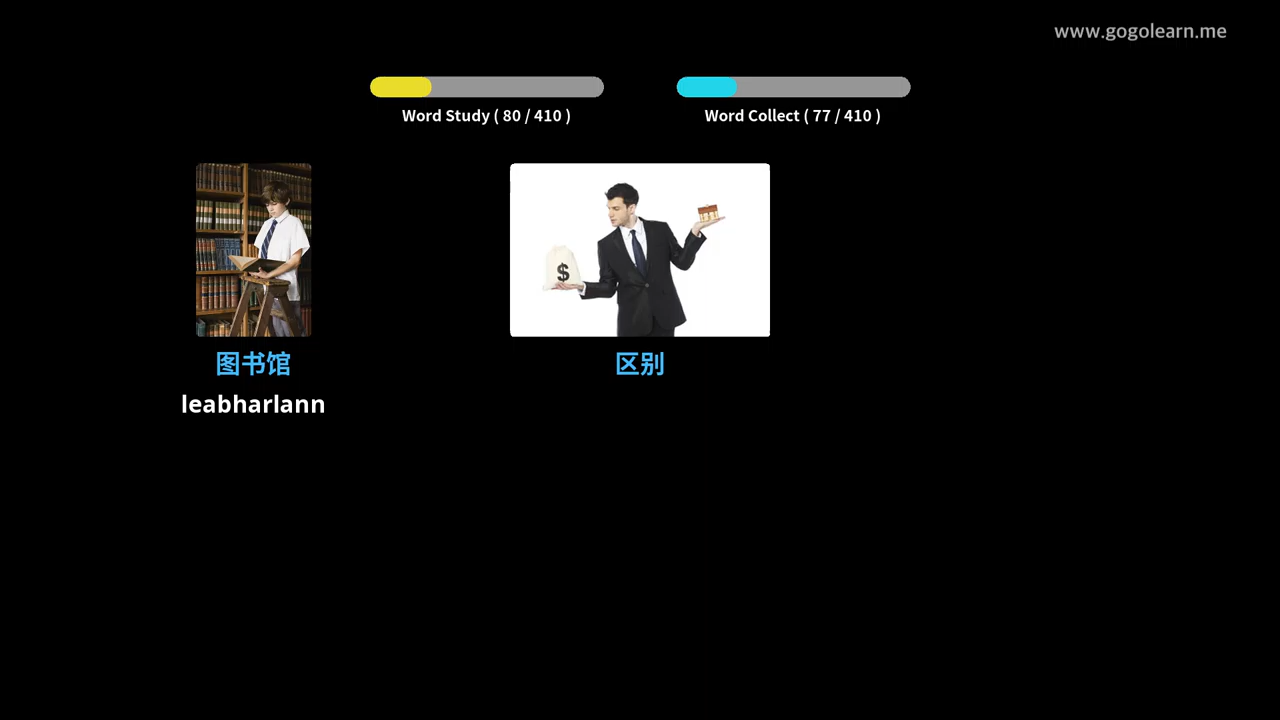 www.gogolearn.me
Word Study ( 80 / 410 )
Word Collect ( 77 / 410 )
$
图书馆
区别
leabharlann